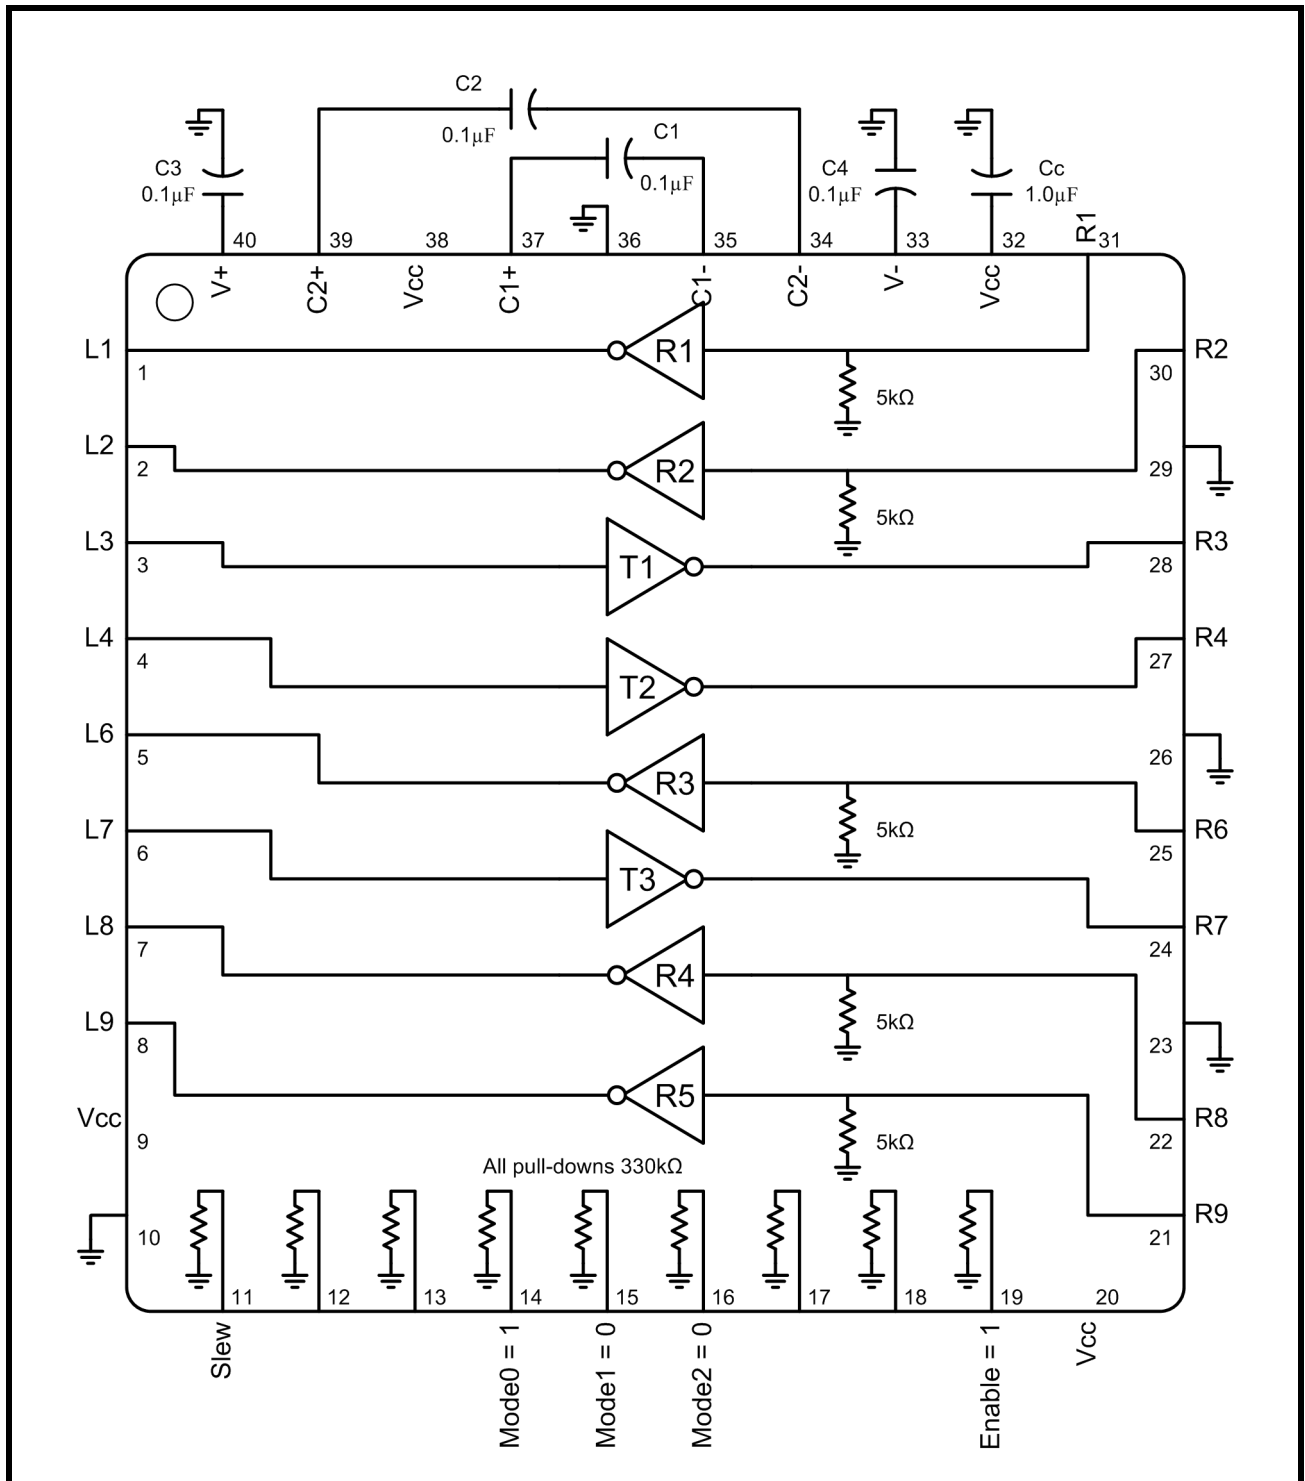 C2
0.1µF
C1
0.1µF
C3
0.1µF
C4
0.1µF
Cc
1.0µF
R1
40
39
38
37
36
35
34
33
32
31
V+
C2+
Vcc
C1+
C1-
C2-
V-
Vcc
L1
1
R1
5kΩ
R2
30
L2
2
R2
5kΩ
29
L3
3
T1
R3
28
L4
4
T2
R4
27
L6
5
R3
5kΩ
26
R6
25
L7
6
T3
R7
24
L8
7
R4
5kΩ
23
L9
8
R5
5kΩ
R8
22
Vcc
9
All pull-downs 330kΩ
10
R9
21
11
12
13
14
15
16
17
18
19
20
Slew
Mode0 = 1
Mode1 = 0
Mode2 = 0
Enable = 1
Vcc